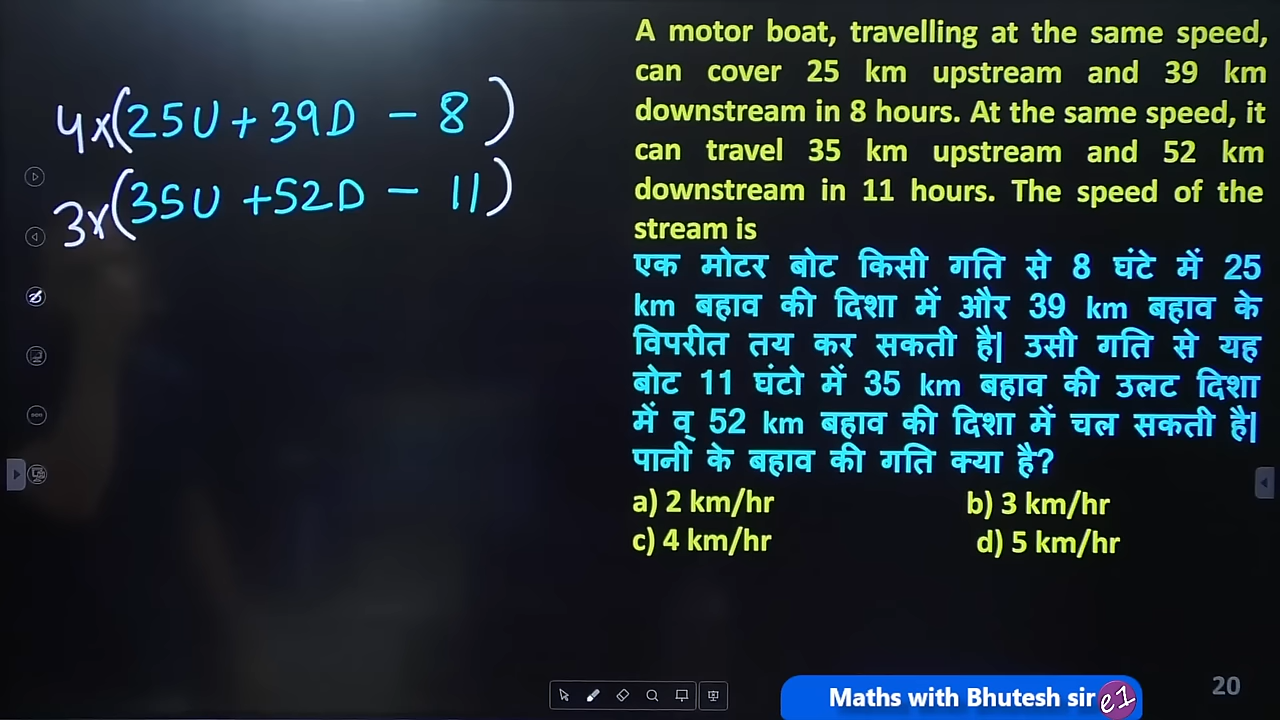 4x(25U + 39D - 8)
3x(35U + 52D - 11)
A motor boat, travelling at the same speed,
can cover 25 km upstream and 39 km
downstream in 8 hours. At the same speed, it
can travel 35 km upstream and 52 km
downstream in 11 hours. The speed of the
stream is
एक मोटर बोट किसी गति से 8 घंटे में 25
km बहाव की दिशा में और 39 km बहाव के
विपरीत तय कर सकती है| उसी गति से यह
बोट 11 घंटो में 35 km बहाव की उलट दिशा
में व् 52 km बहाव की दिशा में चल सकती है|
पानी के बहाव की गति क्या है?
a) 2 km/hr b) 3 km/hr
c) 4 km/hr d) 5 km/hr
Maths with Bhutesh sir e1
20